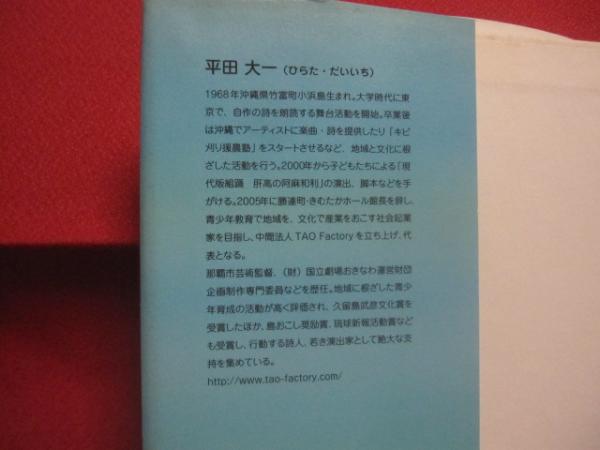 平田 大一（ひらた・だいいち）
1968年沖縄県竹富町小浜島生まれ。大学時代に東
京で、自作の詩を朗読する舞台活動を開始。卒業後
は沖縄でアーティストに楽曲・詩を提供したり「キビ
刈り援農塾」をスタートさせるなど、地域と文化に根
ざした活動を行う。2000年から子どもたちによる「現
代版組踊　肝高の阿麻和利」の演出、脚本などを手
がける。2005年に勝連町・きむたかホール館長を辞し、
青少年教育で地域を、文化で産業をおこす社会起業
家を目指し、中間法人TAO Factoryを立ち上げ、代
表となる。
那覇市芸術監督、（財）国立劇場おきなわ運営財団
企画制作専門委員などを歴任。地域に根ざした青少
年育成の活動が高く評価され、久留島武彦文化賞を
受賞したほか、島おこし奨励賞、琉球新報活動賞など
も受賞し、行動する詩人、若き演出家として絶大な支
持を集めている。
http://www.tao-factory.com/